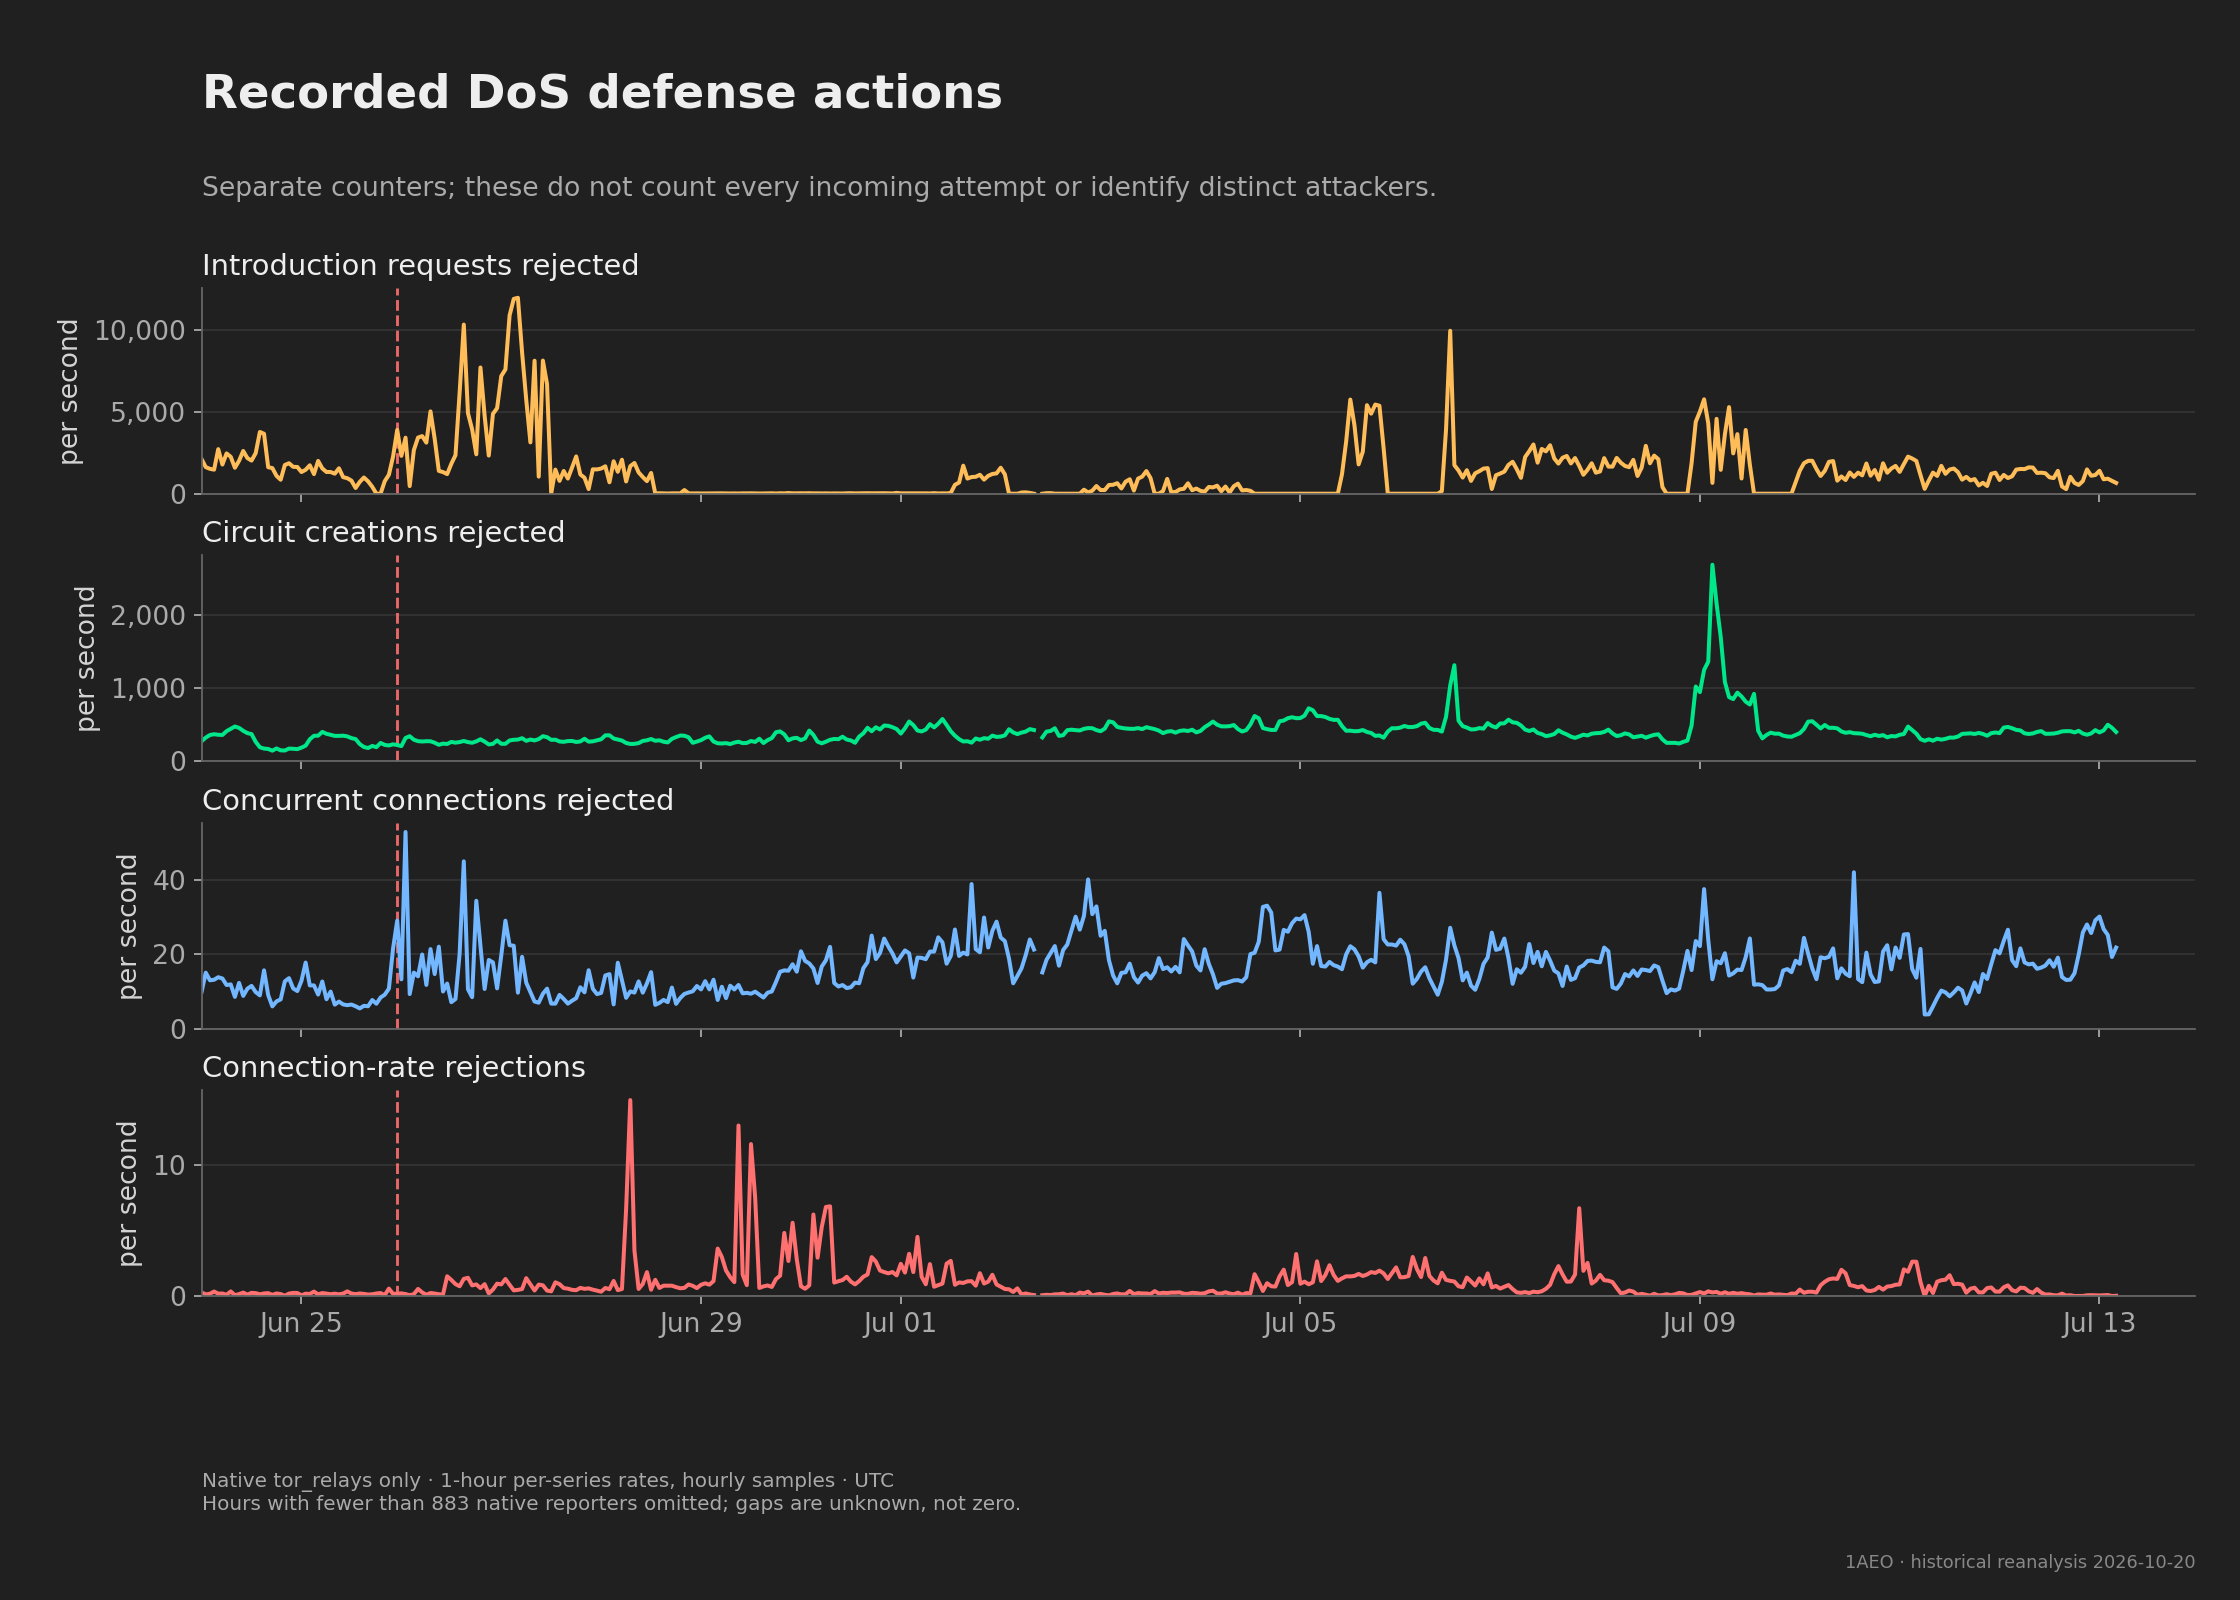 Recorded DoS defense actions
Separate counters; these do not count every incoming attempt or identify distinct attackers.
Introduction requests rejected
per second
10,000
5,000
0
Circuit creations rejected
per second
2,000
1,000
0
Concurrent connections rejected
per second
40
20
0
Connection-rate rejections
per second
10
0
Jun 25
Jun 29
Jul 01
Jul 05
Jul 09
Jul 13
Native tor_relays only · 1-hour per-series rates, hourly samples · UTC
Hours with fewer than 883 native reporters omitted; gaps are unknown, not zero.
1AEO · historical reanalysis 2026-10-20